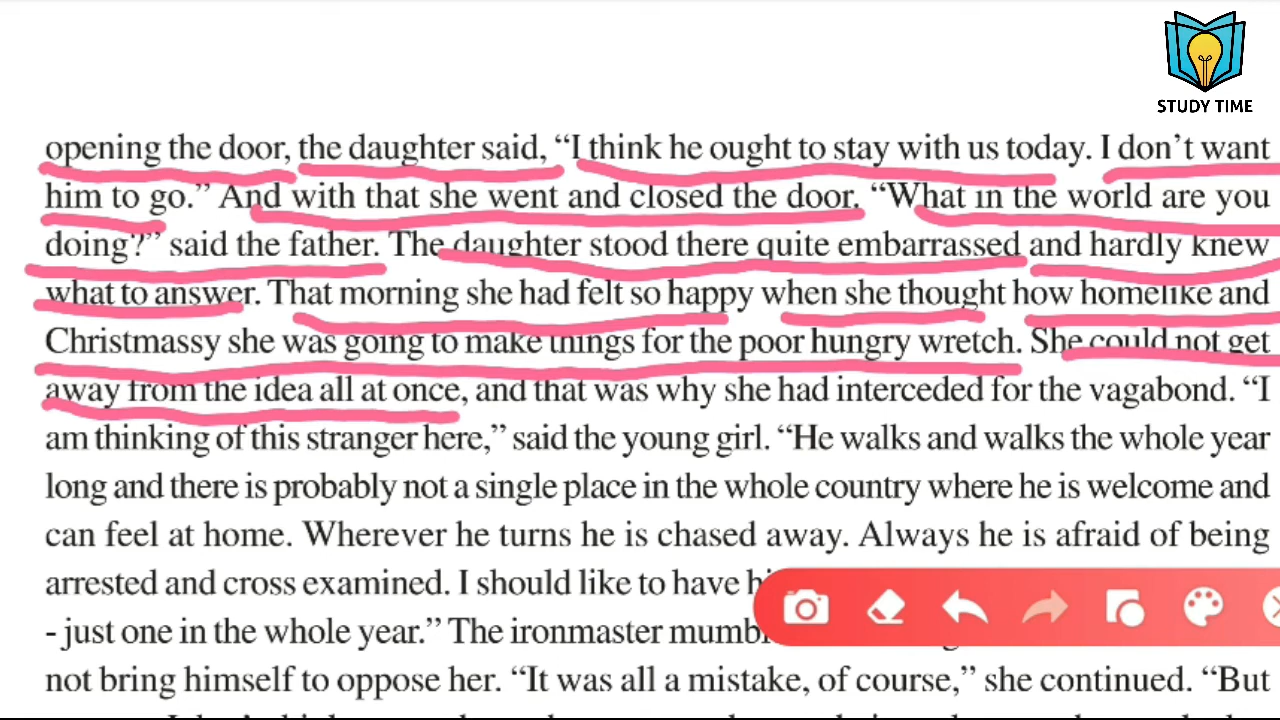 STUDY TIME
opening the door, the daughter said, “I think he ought to stay with us today. I don’t want
him to go.” And with that she went and closed the door. “What in the world are you
doing?” said the father. The daughter stood there quite embarrassed and hardly knew
what to answer. That morning she had felt so happy when she thought how homelike and
Christmassy she was going to make things for the poor hungry wretch. She could not get
away from the idea all at once, and that was why she had interceded for the vagabond. “I
am thinking of this stranger here,” said the young girl. “He walks and walks the whole year
long and there is probably not a single place in the whole country where he is welcome and
can feel at home. Wherever he turns he is chased away. Always he is afraid of being
arrested and cross examined. I should like to have
- just one in the whole year.” The ironmaster
not bring himself to oppose her. “It was all a mistake, of course,” she continued. “But